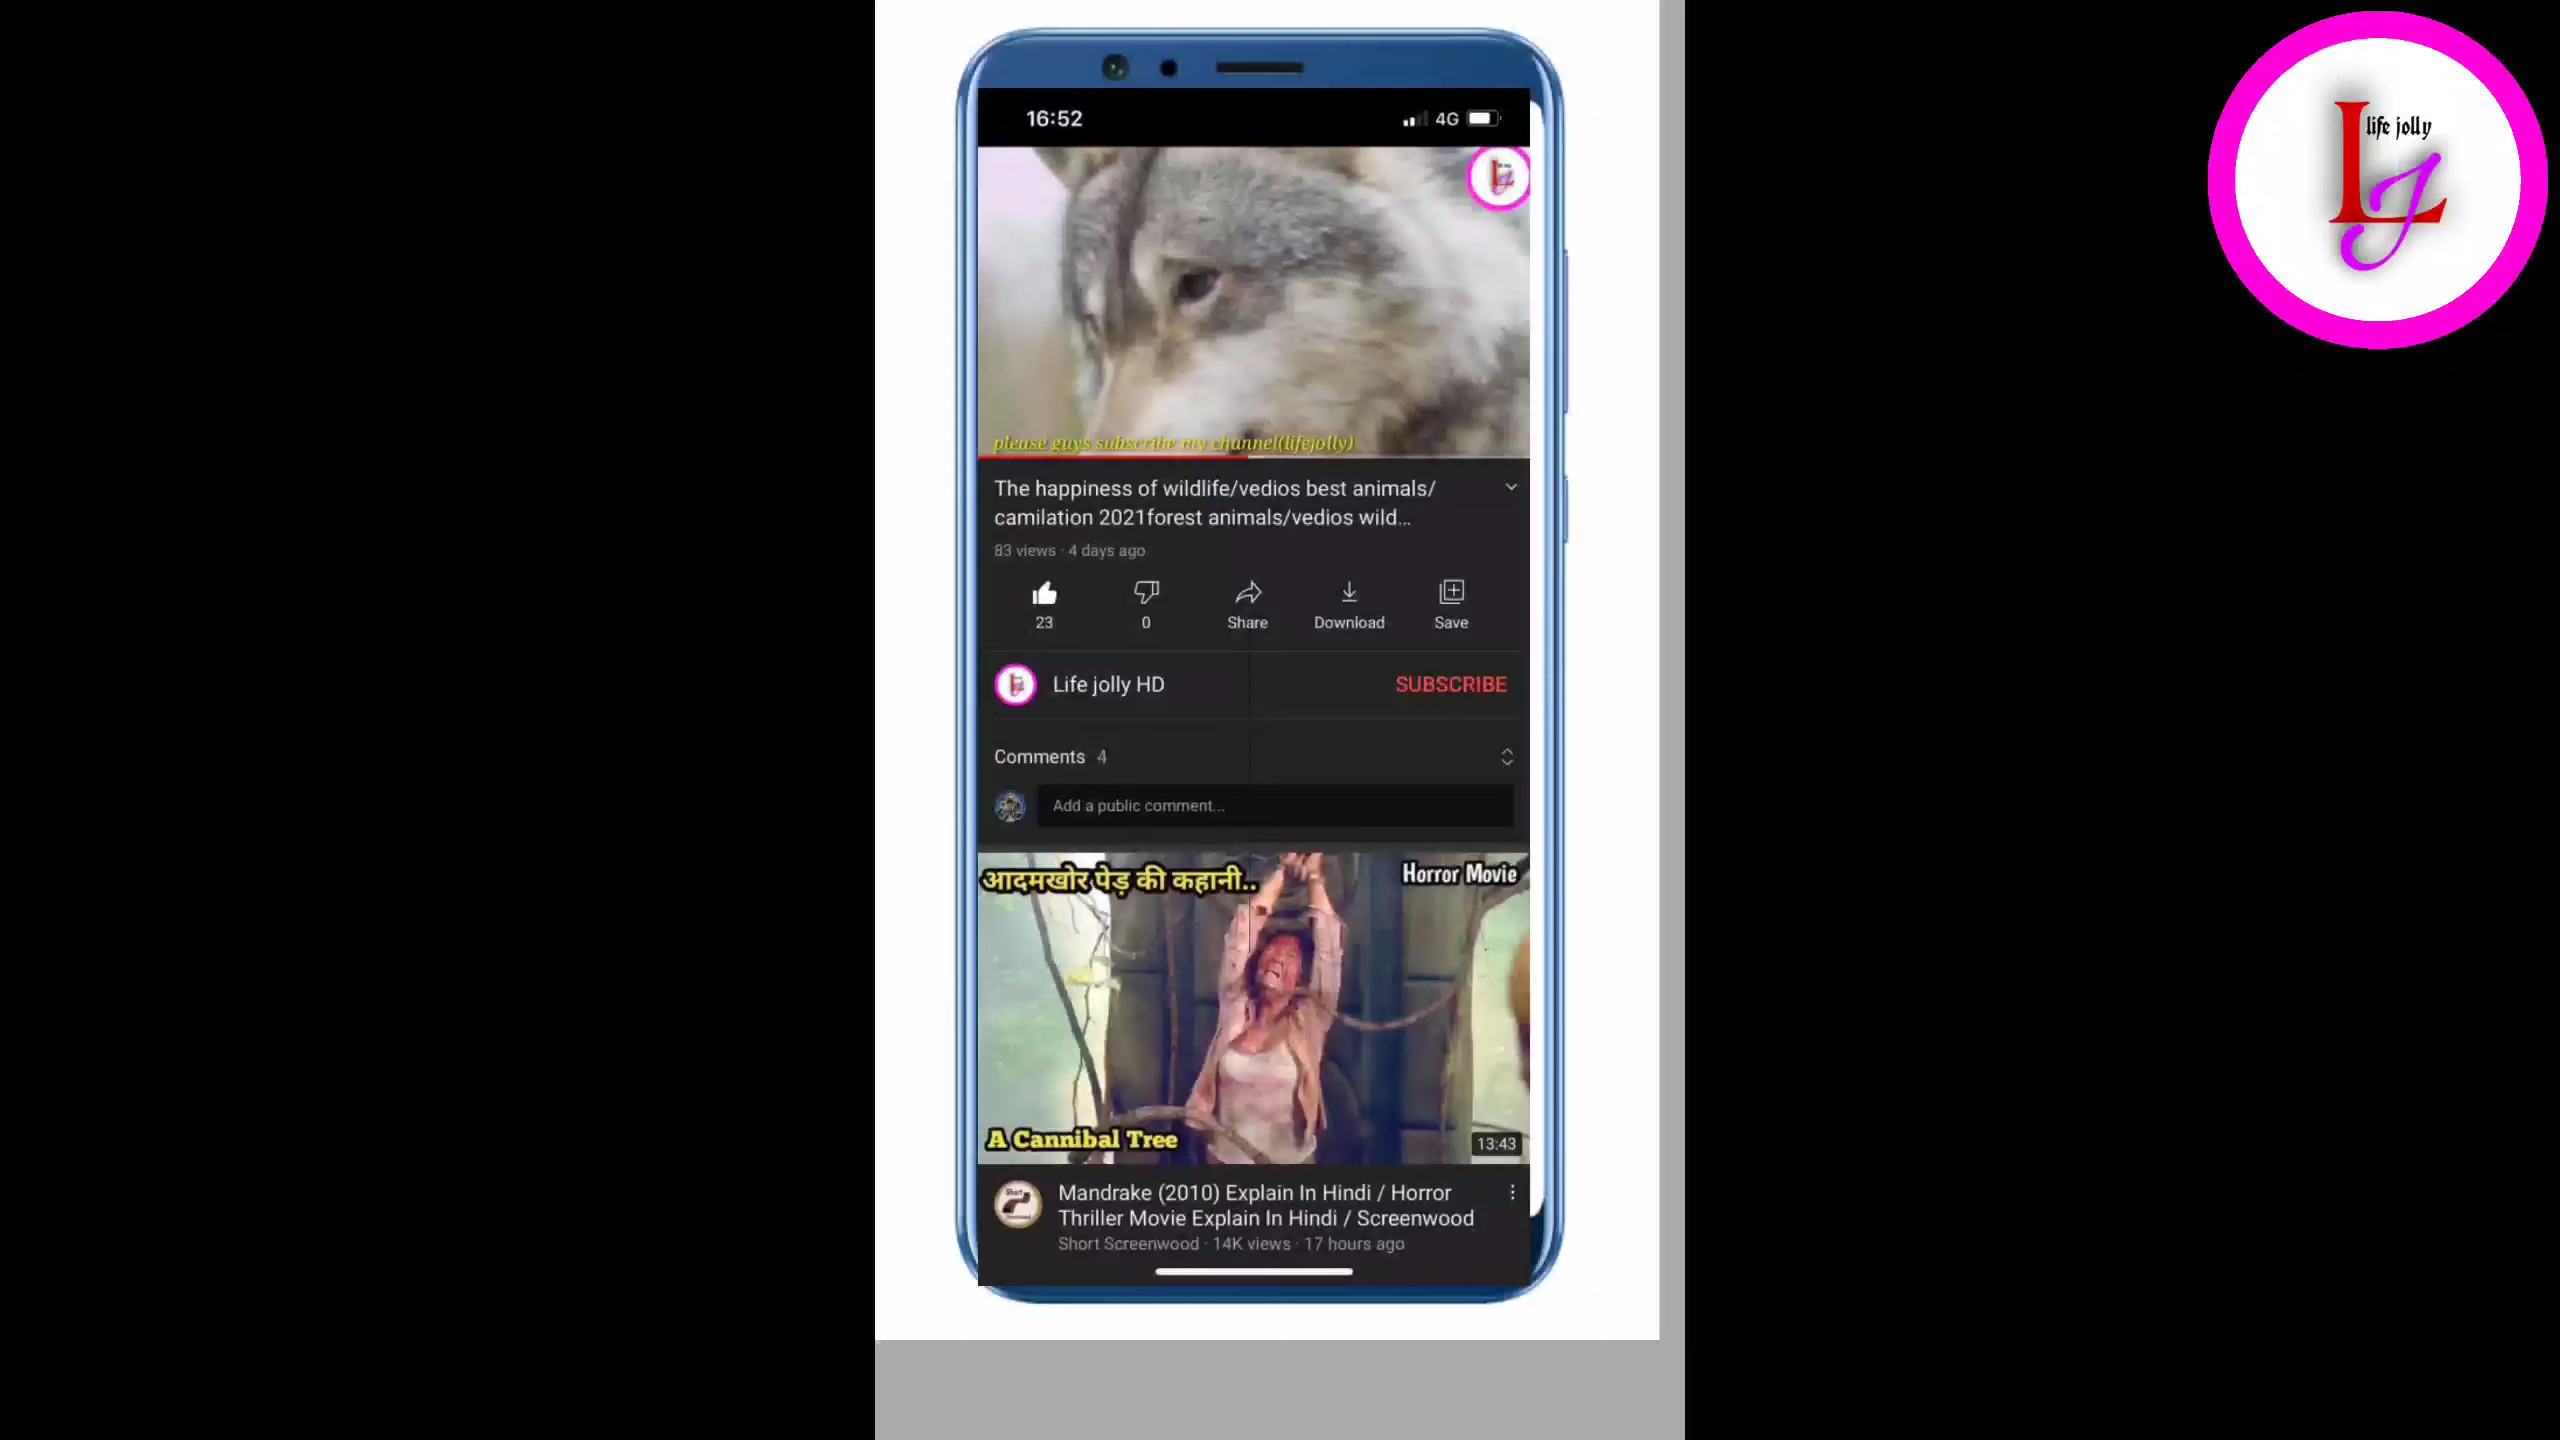 16:52
4G
life jolly
LJ
please guys subscribe my channel(lifejolly)
The happiness of wildlife/vedios best animals/
camilation 2021forest animals/vedios wild...
83 views · 4 days ago
23
0
Share
Download
Save
Life jolly HD
SUBSCRIBE
Comments 4
Add a public comment...
आदमखोर पेड़ की कहानी..
Horror Movie
A Cannibal Tree
13:43
Mandrake (2010) Explain In Hindi / Horror
Thriller Movie Explain In Hindi / Screenwood
Short Screenwood · 14K views · 17 hours ago